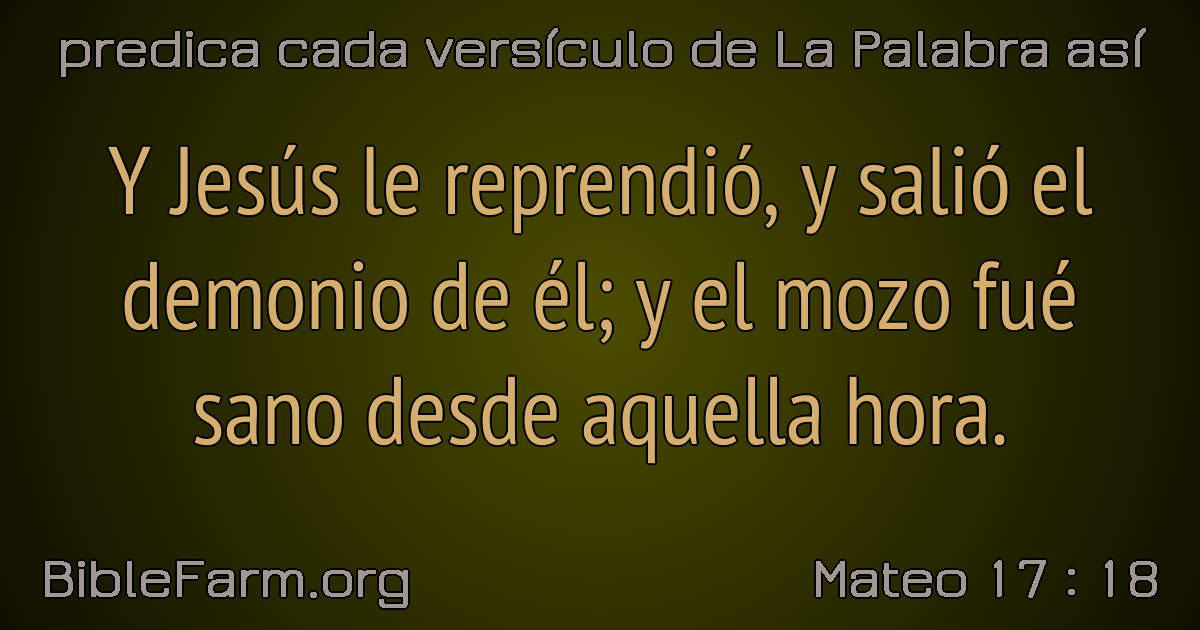 predica cada versículo de La Palabra así
Y Jesús le reprendió, y salió el
demonio de él; y el mozo fué
sano desde aquella hora.
BibleFarm.org
Mateo 17 : 18